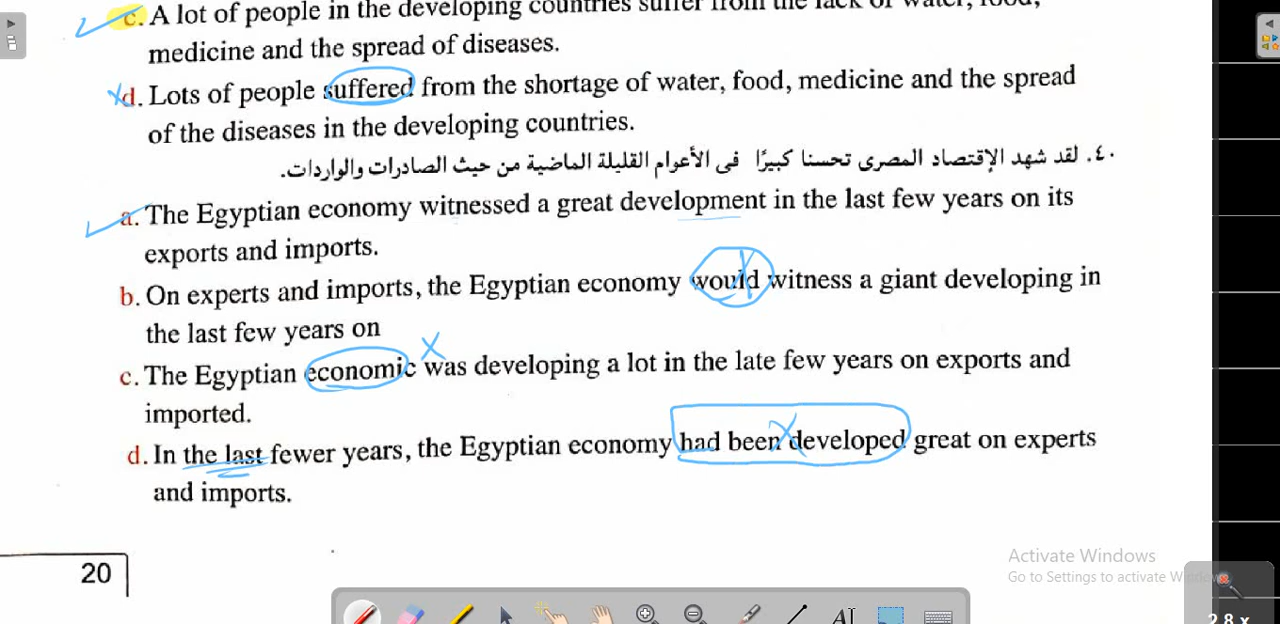 c. A lot of people in the developing countries suffer from the lack of water, food,
medicine and the spread of diseases.
d. Lots of people suffered from the shortage of water, food, medicine and the spread
of the diseases in the developing countries.
٤٠. لقد شهد الإقتصاد المصرى تحسنا كبيرًا فى الأعوام القليلة الماضية من حيث الصادرات والواردات.
a. The Egyptian economy witnessed a great development in the last few years on its
exports and imports.
b. On experts and imports, the Egyptian economy would witness a giant developing in
the last few years on
c. The Egyptian economic was developing a lot in the late few years on exports and
imported.
d. In the last fewer years, the Egyptian economy had been developed great on experts
and imports.
20
Activate Windows
Go to Settings to activate Windows.
2.8 x